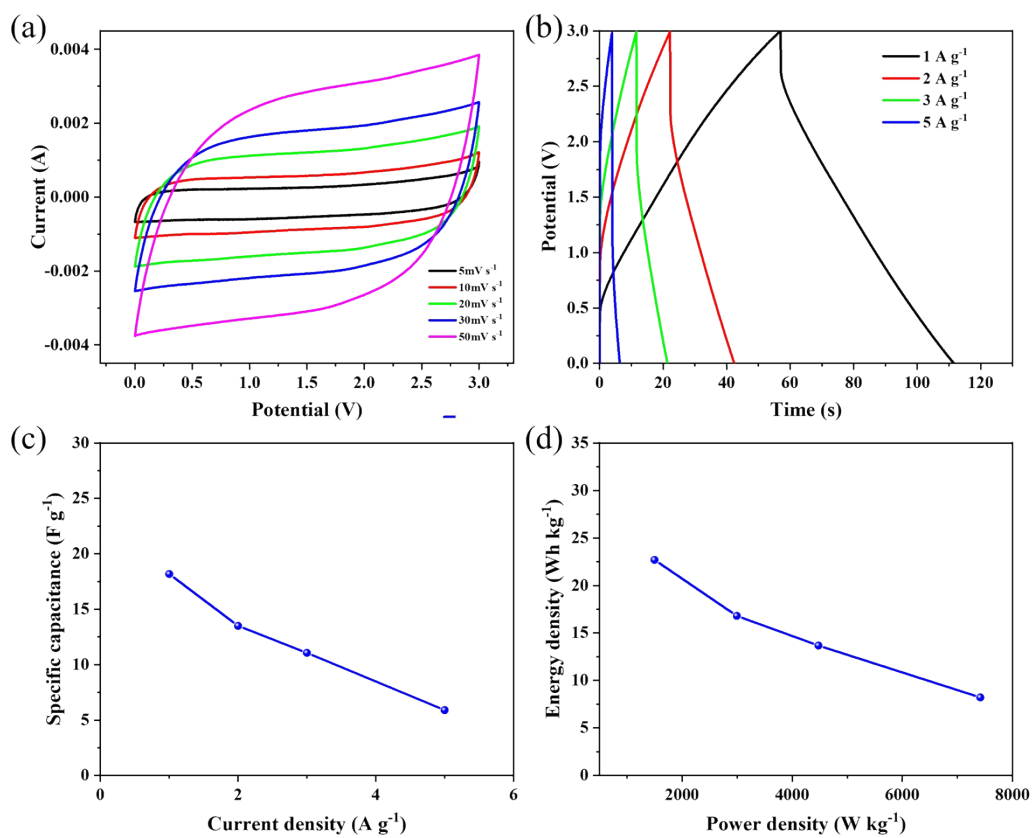 (a)
0.004
0.002
0.000
-0.002
-0.004
Current (A)
5mV s⁻¹
10mV s⁻¹
20mV s⁻¹
30mV s⁻¹
50mV s⁻¹
0.0 0.5 1.0 1.5 2.0 2.5 3.0
Potential (V)
(b)
3.0
2.5
2.0
1.5
1.0
0.5
0.0
Potential (V)
1 A g⁻¹
2 A g⁻¹
3 A g⁻¹
5 A g⁻¹
0 20 40 60 80 100 120
Time (s)
(c)
30
25
20
15
10
5
0
Specific capacitance (F g⁻¹)
0 2 4 6
Current density (A g⁻¹)
(d)
35
30
25
20
15
10
5
0
Energy density (Wh kg⁻¹)
2000 4000 6000 8000
Power density (W kg⁻¹)